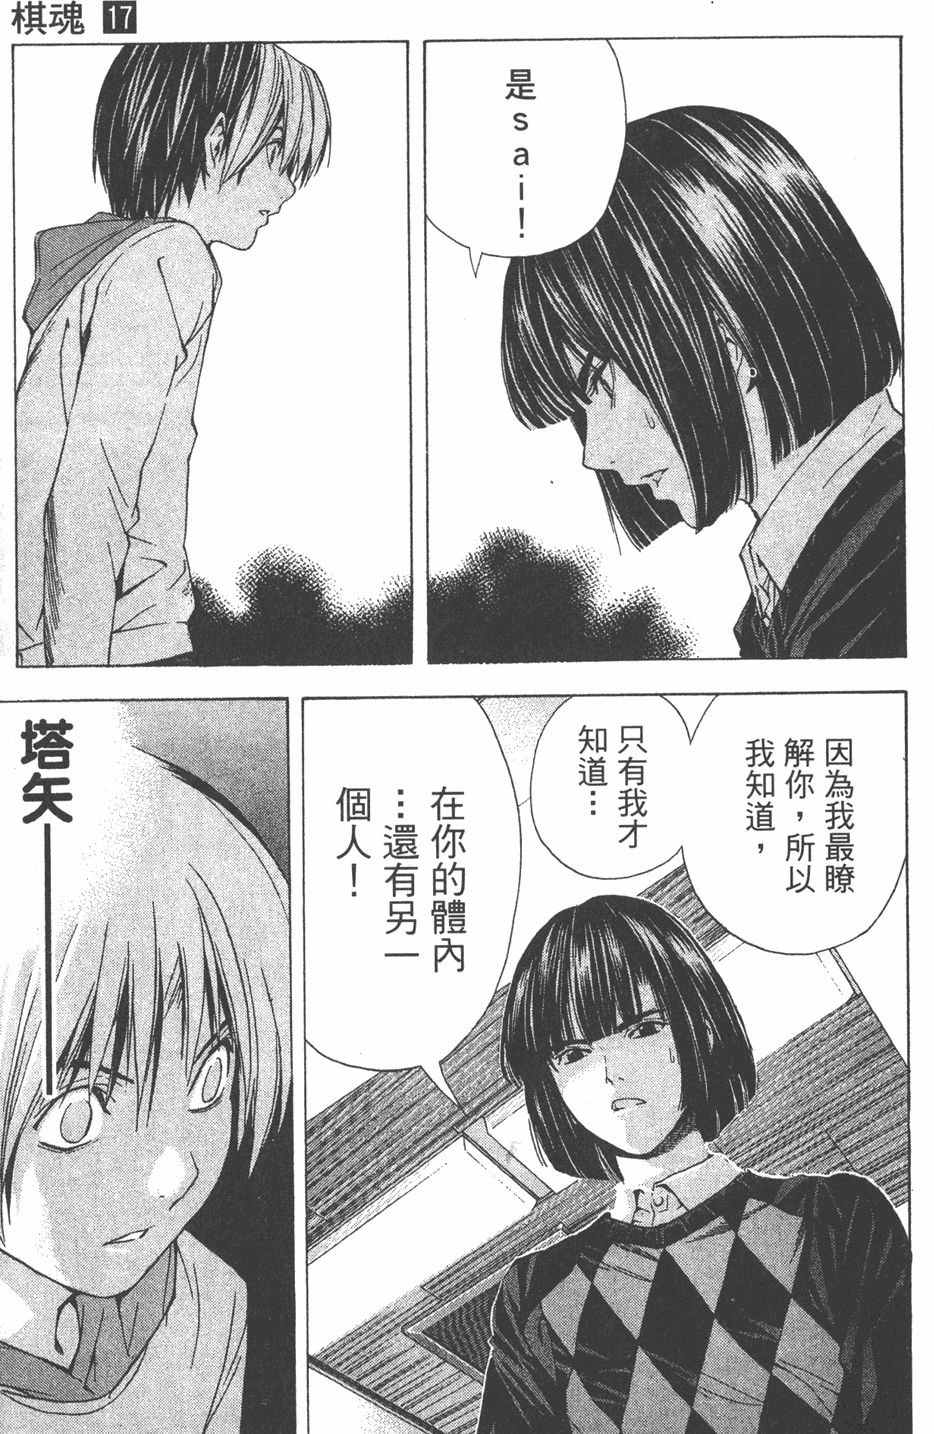 棋魂 17
是sai!
因為我最瞭
解你,所以
我知道,
只有我才
知道…
在你的體內
…還有另一
個人!
塔矢——